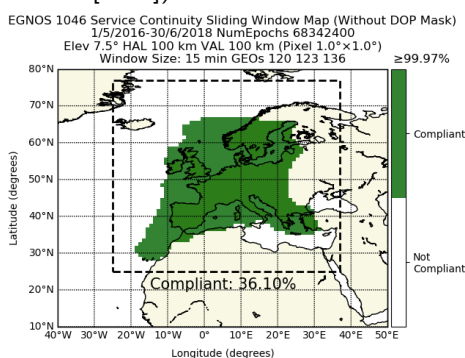 EGNOS 1046 Service Continuity Sliding Window Map (Without DOP Mask)
1/5/2016-30/6/2018 NumEpochs 68342400
Elev 7.5° HAL 100 km VAL 100 km (Pixel 1.0°×1.0°)
Window Size: 15 min GEOs 120 123 136
≥99.97%
80°N
70°N
60°N
50°N
40°N
30°N
20°N
10°N
Latitude (degrees)
Compliant
Not
Compliant
Compliant: 36.10%
40°W 30°W 20°W 10°W 0° 10°E 20°E 30°E 40°E 50°E
Longitude (degrees)